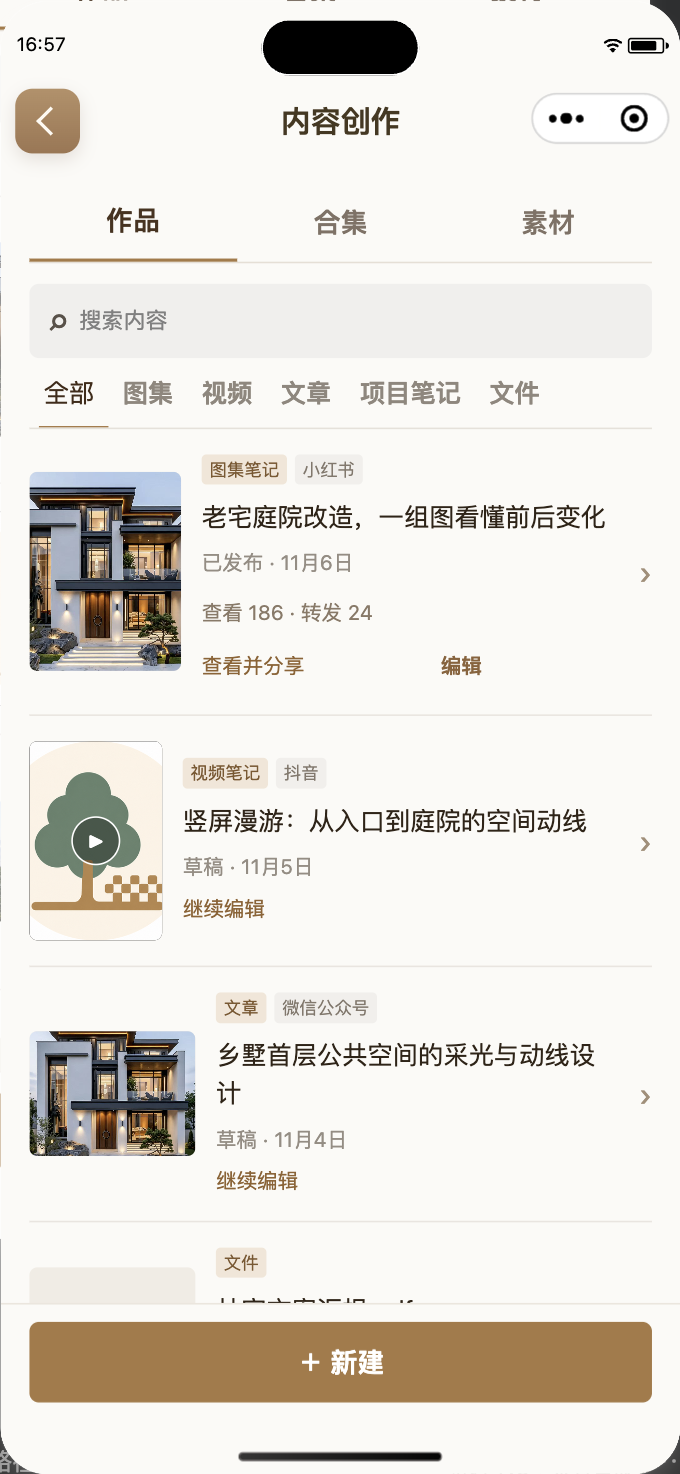 16:57
内容创作
作品
合集
素材
搜索内容
全部 图集 视频 文章 项目笔记 文件
图集笔记 小红书
老宅庭院改造，一组图看懂前后变化
已发布 · 11月6日
查看 186 · 转发 24
查看并分享 编辑
视频笔记 抖音
竖屏漫游：从入口到庭院的空间动线
草稿 · 11月5日
继续编辑
文章 微信公众号
乡墅首层公共空间的采光与动线设
计
草稿 · 11月4日
继续编辑
文件
+ 新建